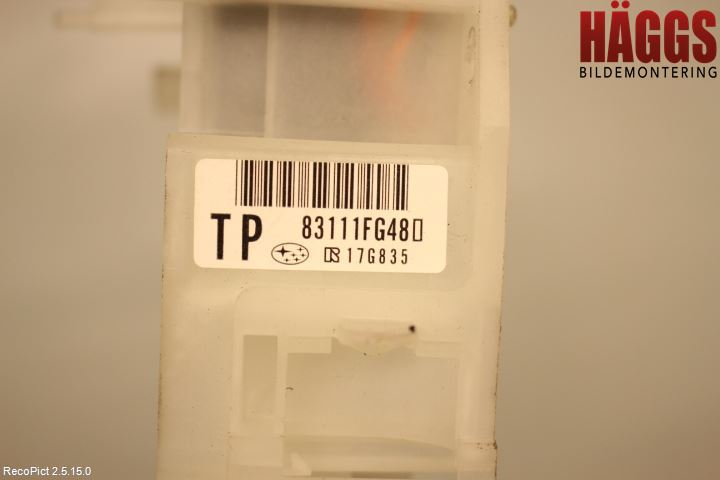 HÄGGS
BILDEMONTERING
TP 83111FG48
17G835
RecoPict 2.5.15.0